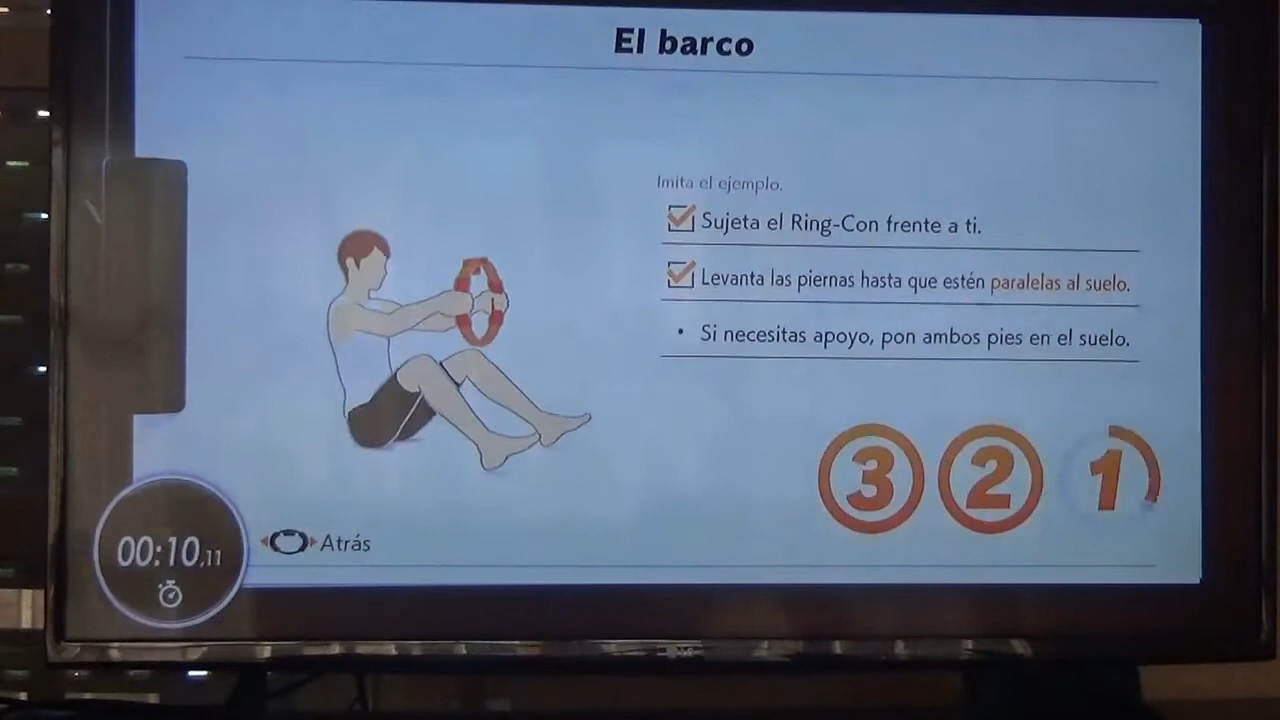 El barco
Imita el ejemplo.
Sujeta el Ring-Con frente a ti.
Levanta las piernas hasta que estén paralelas al suelo.
• Si necesitas apoyo, pon ambos pies en el suelo.
3 2 1
Atrás
00:10,11